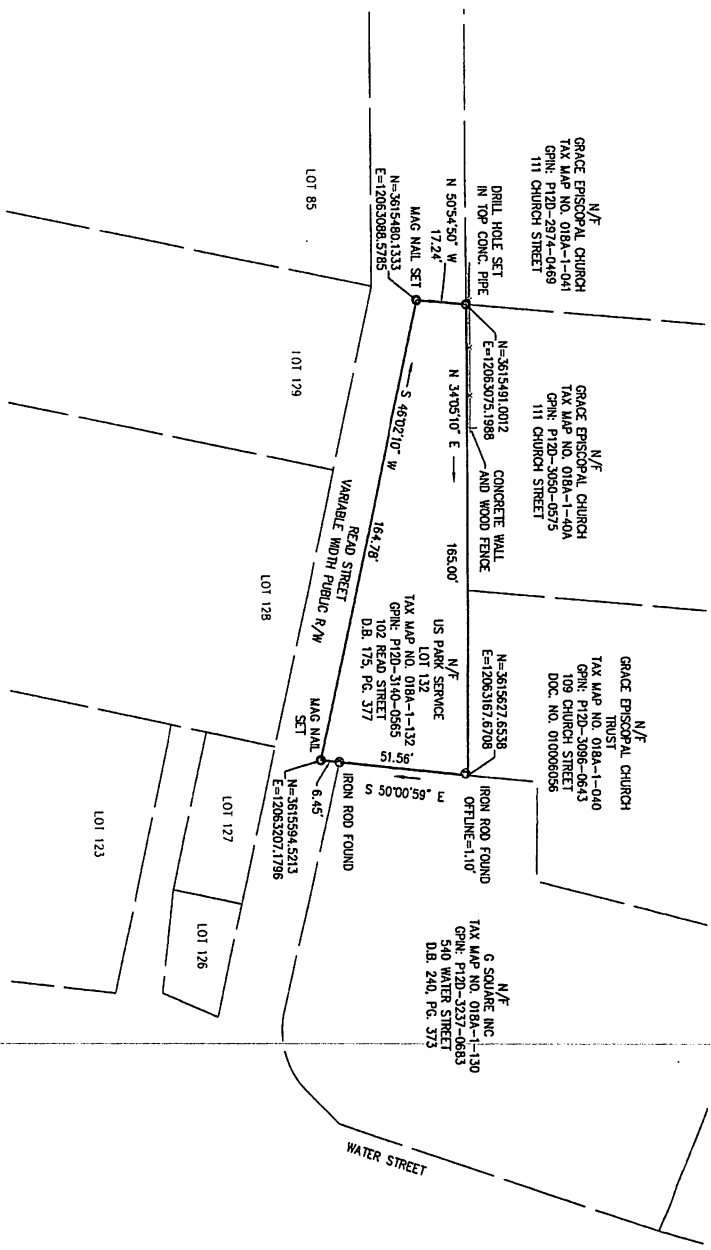 N/F
GRACE EPISCOPAL CHURCH
TAX MAP NO. 018A-1-041
GPIN: P12D-2974-0469
111 CHURCH STREET
N/F
GRACE EPISCOPAL CHURCH
TAX MAP NO. 018A-1-40A
GPIN: P12D-3050-0575
111 CHURCH STREET
N/F
GRACE EPISCOPAL CHURCH
TRUST
TAX MAP NO. 018A-1-040
GPIN: P12D-3096-0643
109 CHURCH STREET
DOC. NO. 010006056
N/F
G SQUARE INC
TAX MAP NO. 018A-1-130
GPIN: P12D-3237-0683
540 WATER STREET
D.B. 240, PG. 373
DRILL HOLE SET
IN TOP CONC. PIPE
N 50°54'50" W
17.24'
MAG NAIL SET
N=3615480.1333
E=12063088.5785
N=3615491.0012
E=12063075.1988
CONCRETE WALL
AND WOOD FENCE
N 34°05'10" E
165.00'
N=3615627.6538
E=12063167.6708
IRON ROD FOUND
OFFLINE=1.10'
N/F
US PARK SERVICE
LOT 132
TAX MAP NO. 018A-1-132
GPIN: P12D-3140-0565
102 READ STREET
D.B. 175, PG. 377
51.56'
S 50°00'59" E
IRON ROD FOUND
6.45'
MAG NAIL
SET
N=3615594.5213
E=12063207.1796
S 46°02'10" W
164.78'
READ STREET
VARIABLE WIDTH PUBLIC R/W
LOT 85
LOT 129
LOT 128
LOT 127
LOT 126
LOT 123
WATER STREET